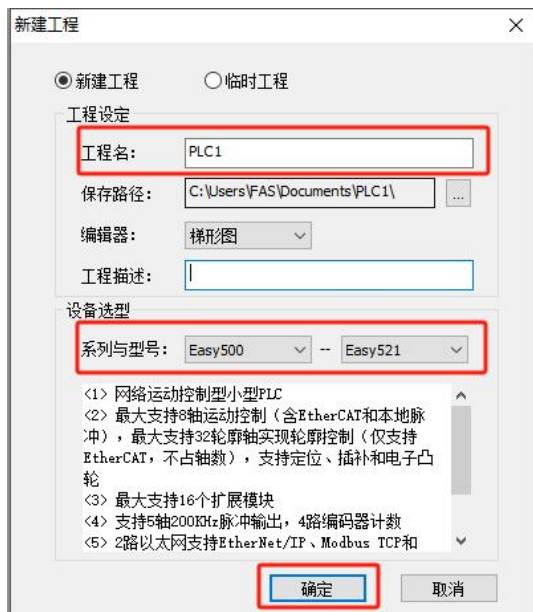 新建工程
新建工程 临时工程
工程设定
工程名： PLC1
保存路径： C:\Users\FAS\Documents\PLC1\ ...
编辑器： 梯形图
工程描述：
设备选型
系列与型号： Easy500 -- Easy521
<1> 网络运动控制型小型PLC
<2> 最大支持8轴运动控制（含EtherCAT和本地脉
冲），最大支持32轮廓轴实现轮廓控制（仅支持
EtherCAT，不占轴数），支持定位、插补和电子凸
轮
<3> 最大支持16个扩展模块
<4> 支持5轴200KHz脉冲输出，4路编码器计数
<5> 2路以太网支持EtherNet/IP、Modbus TCP和
确定 取消